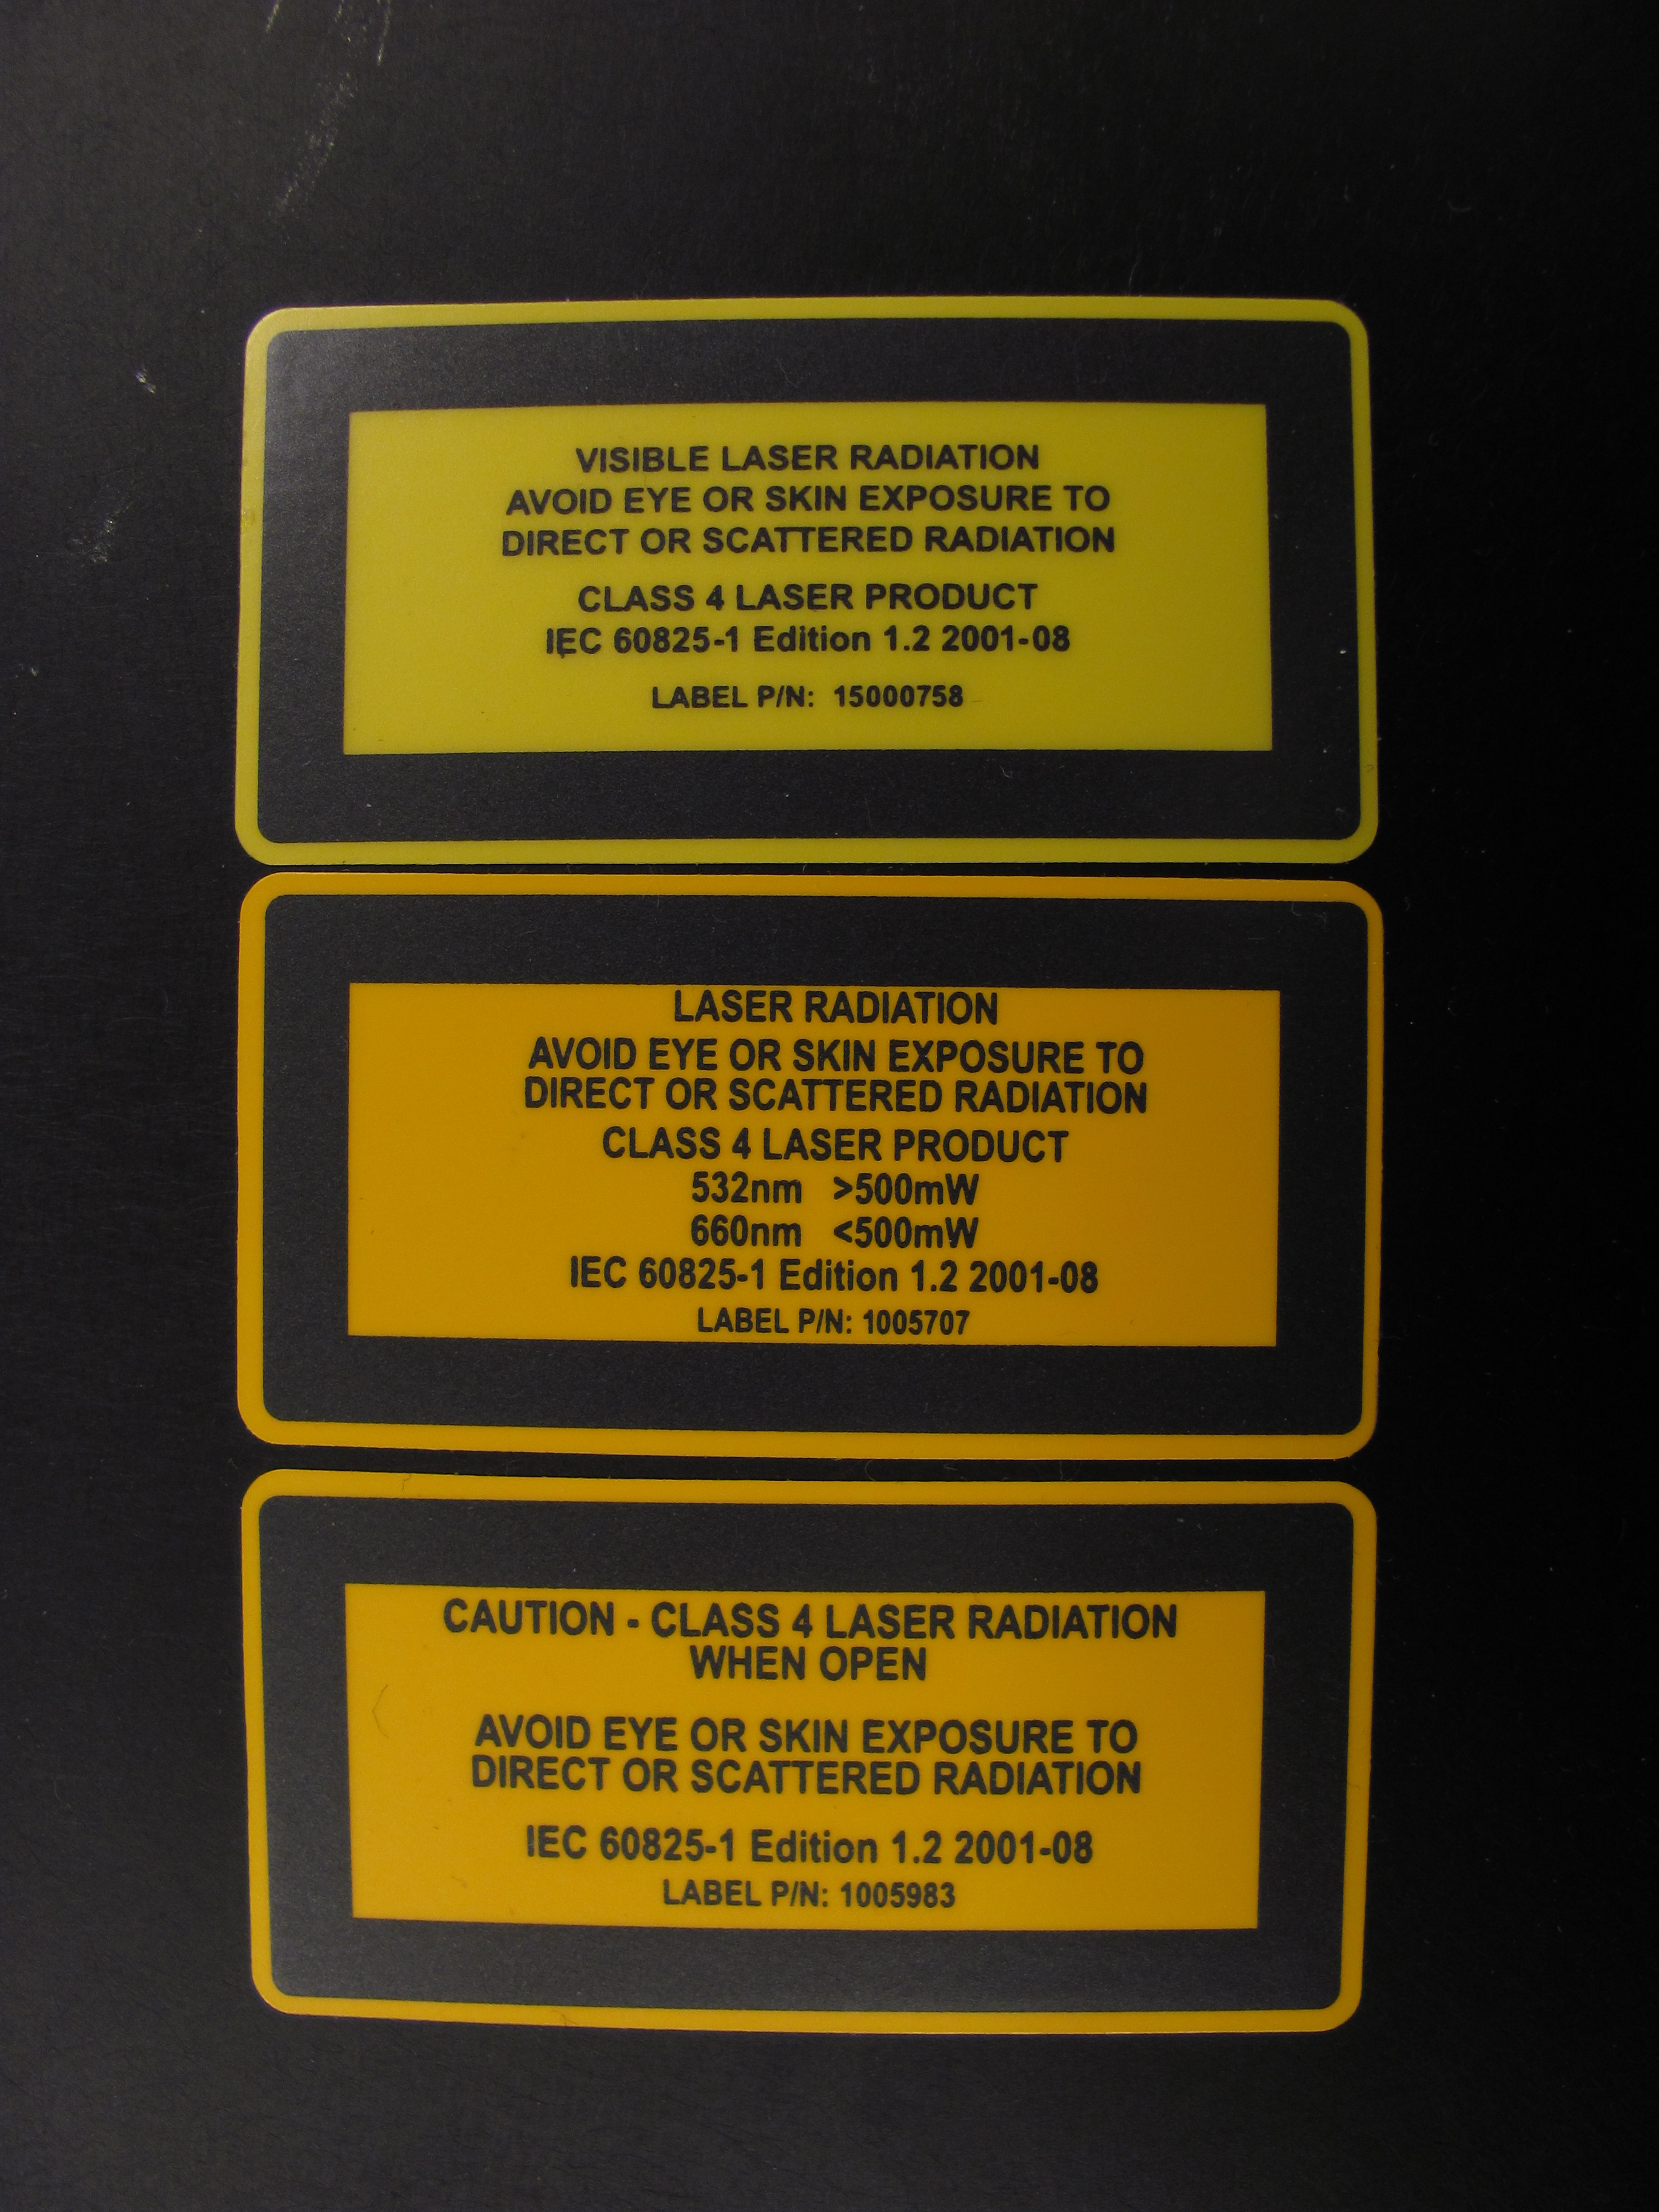 VISIBLE LASER RADIATION
AVOID EYE OR SKIN EXPOSURE TO
DIRECT OR SCATTERED RADIATION
CLASS 4 LASER PRODUCT
IEC 60825-1 Edition 1.2 2001-08
LABEL P/N: 15000758
LASER RADIATION
AVOID EYE OR SKIN EXPOSURE TO
DIRECT OR SCATTERED RADIATION
CLASS 4 LASER PRODUCT
532nm >500mW
660nm <500mW
IEC 60825-1 Edition 1.2 2001-08
LABEL P/N: 1005707
CAUTION - CLASS 4 LASER RADIATION
WHEN OPEN
AVOID EYE OR SKIN EXPOSURE TO
DIRECT OR SCATTERED RADIATION
IEC 60825-1 Edition 1.2 2001-08
LABEL P/N: 1005983